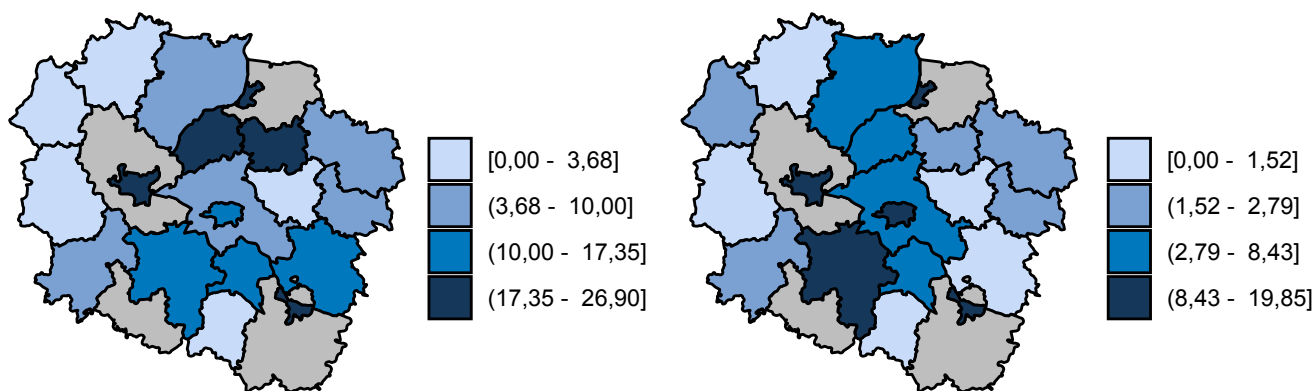 [0,00 - 3,68]
(3,68 - 10,00]
(10,00 - 17,35]
(17,35 - 26,90]
[0,00 - 1,52]
(1,52 - 2,79]
(2,79 - 8,43]
(8,43 - 19,85]